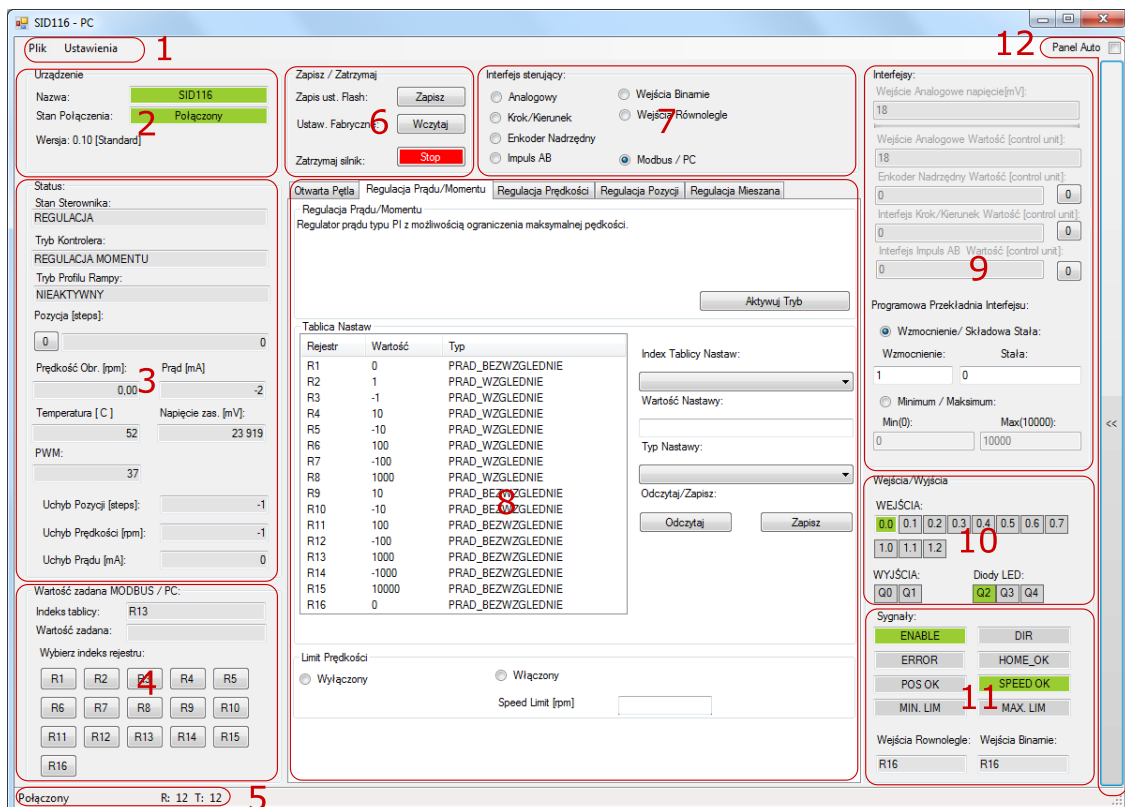 SID116 - PC
Plik Ustawienia
1
12
Panel Auto
Urządzenie
Nazwa: SID116
Stan Połączenia: Połączony
2
Wersja: 0.10 [Standard]
Zapisz / Zatrzymaj
Zapis ust. Flash: Zapisz
Ustaw. Fabryczne: Wczytaj
6
Zatrzymaj silnik: Stop
Interfejs sterujący:
Analogowy
Wejścia Binarnie
Krok/Kierunek
Wejścia Równolegle
7
Enkoder Nadrzędny
Impuls AB
Modbus / PC
Status:
Stan Sterownika:
REGULACJA
Tryb Kontrolera:
REGULACJA MOMENTU
Tryb Profilu Rampy:
NIEAKTYWNY
Pozycja [steps]:
0 0
Prędkość Obr. [rpm]: Prąd [mA]
3
0,00 -2
Temperatura [ C ] Napięcie zas. [mV]:
52 23 919
PWM:
37
Uchyb Pozycji [steps]: -1
Uchyb Prędkości [rpm]: -1
Uchyb Prądu [mA]: 0
Wartość zadana MODBUS / PC:
Indeks tablicy: R13
Wartość zadana:
Wybierz indeks rejestru:
4
R1 R2 R3 R4 R5
R6 R7 R8 R9 R10
R11 R12 R13 R14 R15
R16
Połączony R: 12 T: 12
5
Otwarta Pętla Regulacja Prądu/Momentu Regulacja Prędkości Regulacja Pozycji Regulacja Mieszana
Regulacja Prądu/Momentu
Regulator prądu typu PI z możliwością ograniczenia maksymalnej pędkości.
Aktywuj Tryb
Tablica Nastaw
Rejestr Wartość Typ
R1 0 PRAD_BEZWZGLEDNIE
R2 1 PRAD_WZGLEDNIE
R3 -1 PRAD_WZGLEDNIE
R4 10 PRAD_WZGLEDNIE
R5 -10 PRAD_WZGLEDNIE
R6 100 PRAD_WZGLEDNIE
R7 -100 PRAD_WZGLEDNIE
R8 1000 PRAD_WZGLEDNIE
R9 10 PRAD_BEZWZGLEDNIE
R10 -10 PRAD_BEZWZGLEDNIE
R11 100 PRAD_BEZWZGLEDNIE
R12 -100 PRAD_BEZWZGLEDNIE
R13 1000 PRAD_BEZWZGLEDNIE
R14 -1000 PRAD_BEZWZGLEDNIE
R15 10000 PRAD_BEZWZGLEDNIE
R16 0 PRAD_BEZWZGLEDNIE
8
Index Tablicy Nastaw:
Wartość Nastawy:
Typ Nastawy:
Odczytaj/Zapisz:
Odczytaj Zapisz
Limit Prędkości
Wyłączony Włączony
Speed Limit [rpm]
Interfejsy:
Wejście Analogowe napięcie[mV]:
18
Wejście Analogowe Wartość [control unit]:
18
Enkoder Nadrzędny Wartość [control unit]:
0 0
Interfejs Krok/Kierunek Wartość [control unit]:
0 0
Interfejs Impuls AB Wartość [control unit]:
0 0
9
Programowa Przekładnia Interfejsu:
Wzmocnienie/ Składowa Stała:
Wzmocnienie: Stała:
1 0
Minimum / Maksimum:
Min(0): Max(10000):
0 10000
<<
Wejścia/Wyjścia
WEJŚCIA:
0.0 0.1 0.2 0.3 0.4 0.5 0.6 0.7
1.0 1.1 1.2
10
WYJŚCIA: Diody LED:
Q0 Q1 Q2 Q3 Q4
Sygnały:
ENABLE DIR
ERROR HOME_OK
POS OK SPEED OK
11
MIN. LIM MAX. LIM
Wejścia Rownolegle: Wejścia Binarnie:
R16 R16